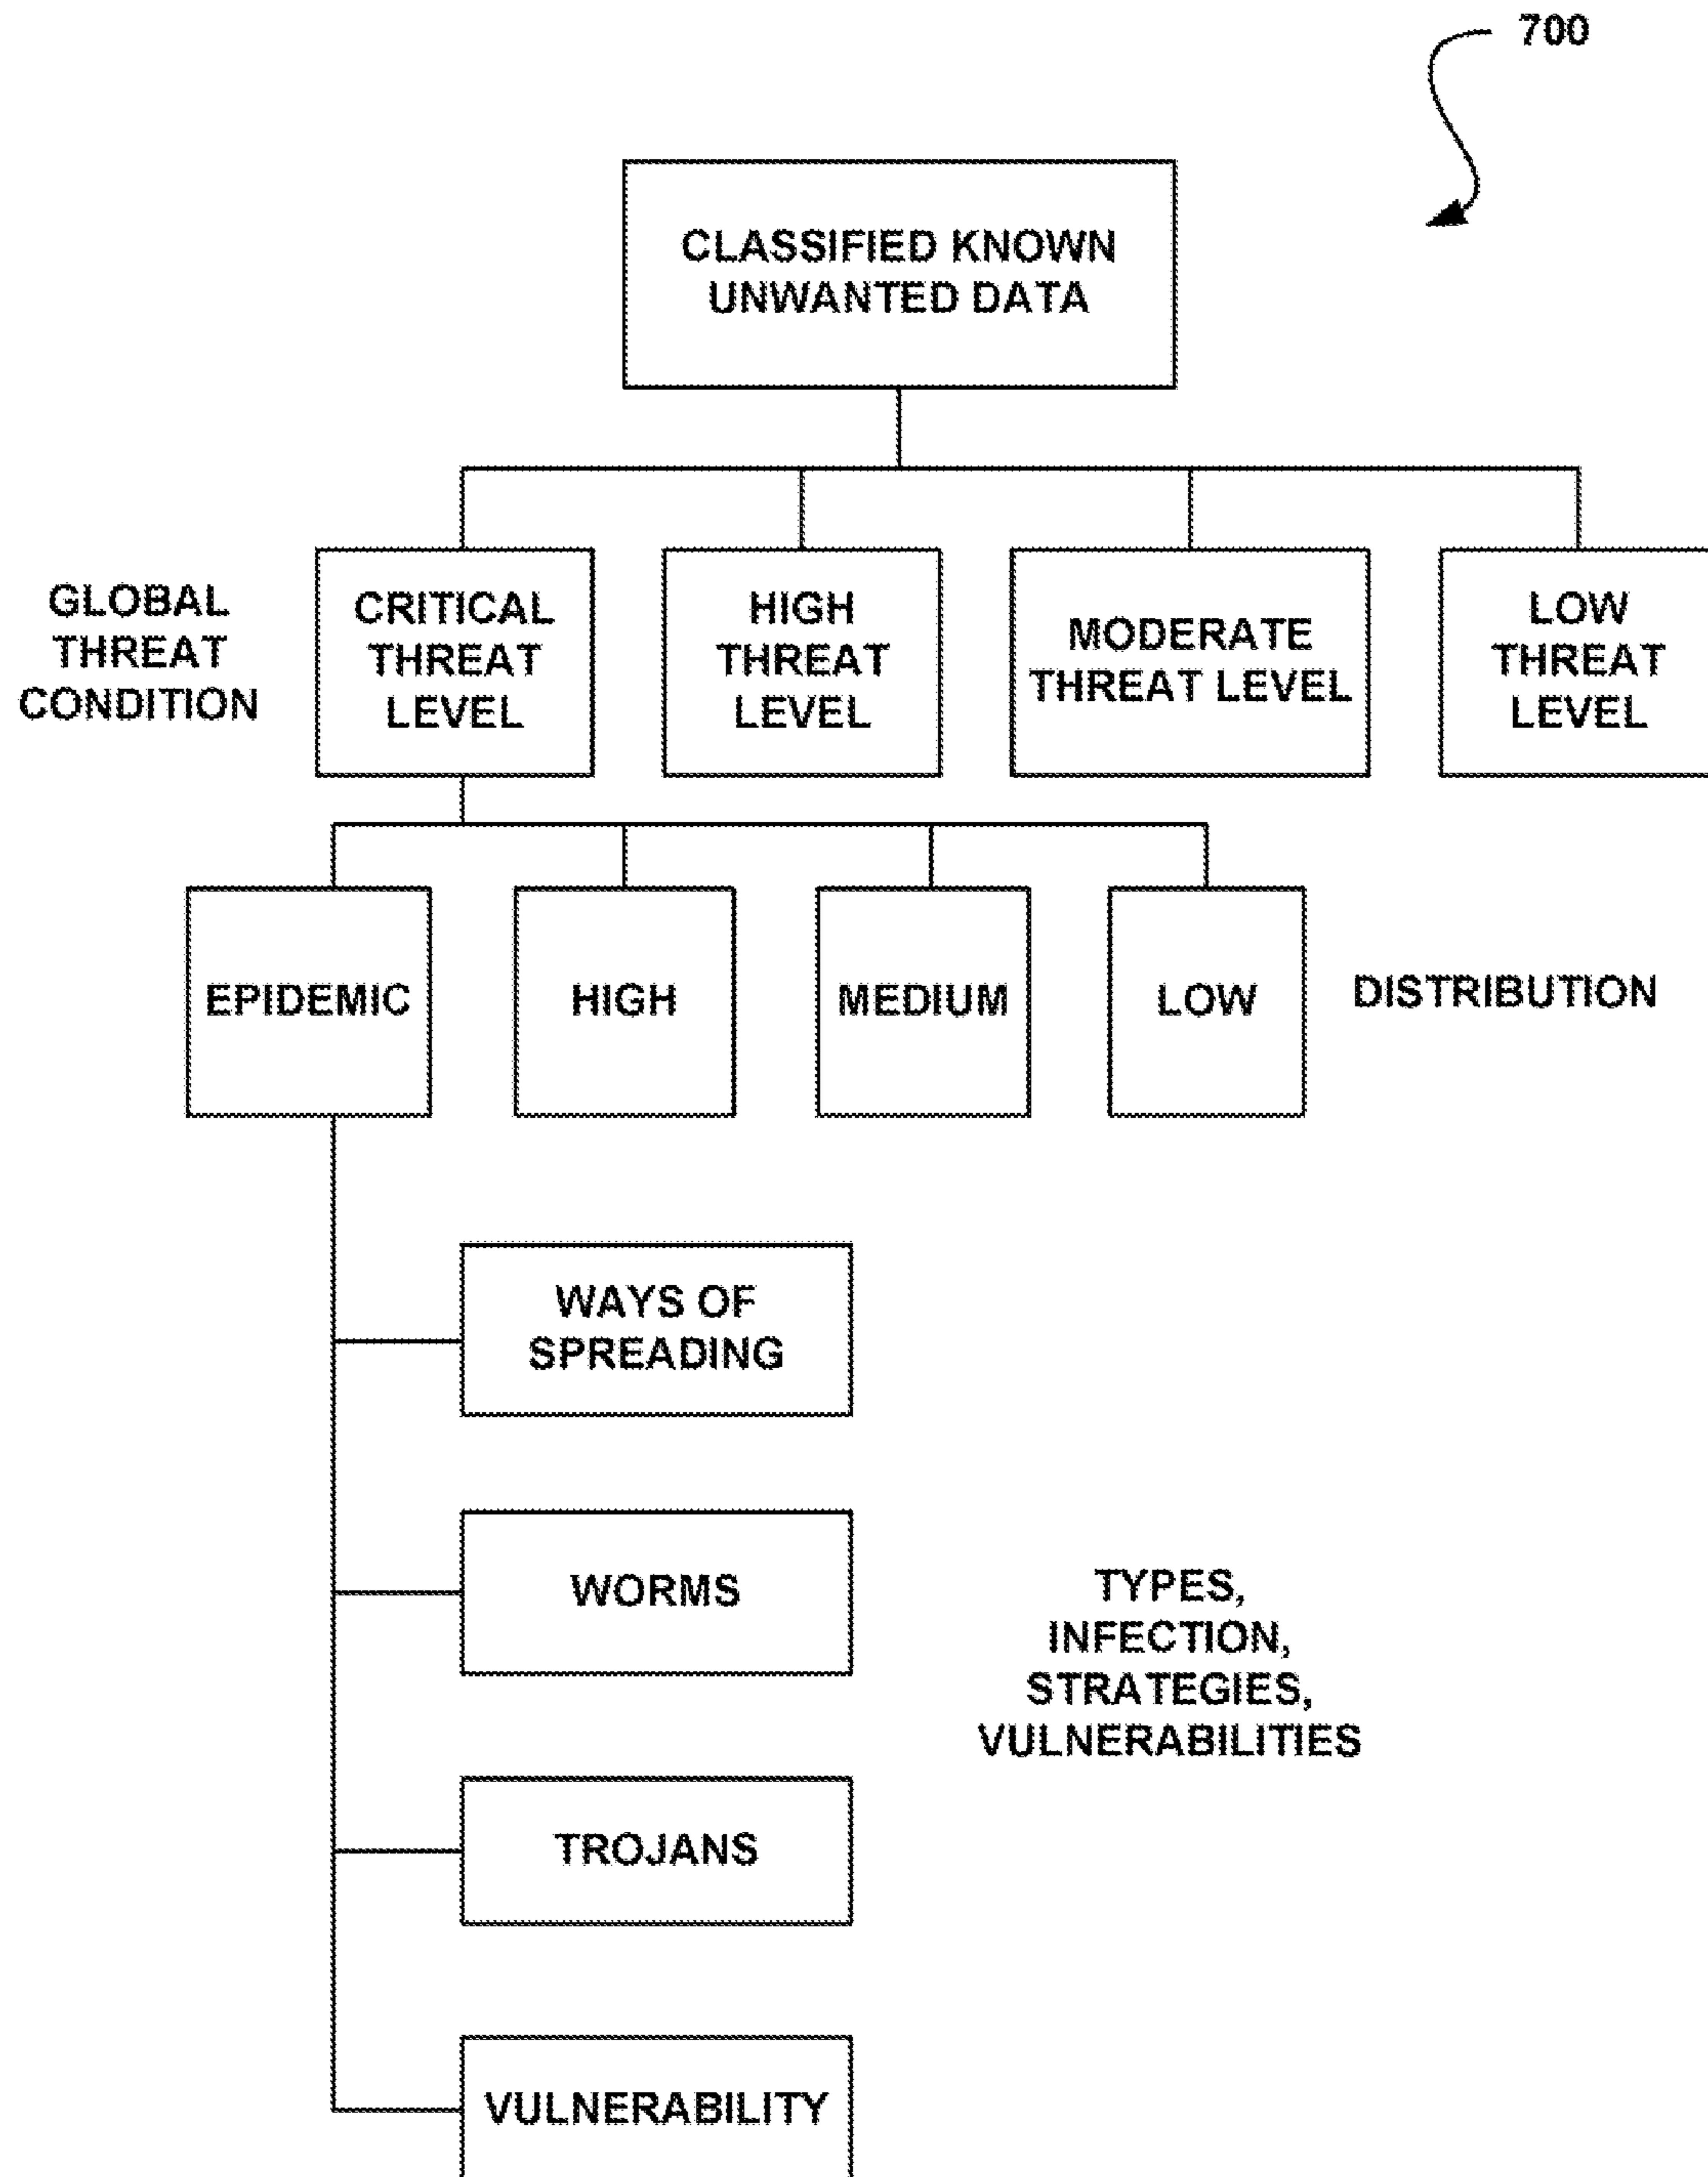 700
CLASSIFIED KNOWN
UNWANTED DATA
GLOBAL
THREAT
CONDITION
CRITICAL
THREAT
LEVEL
HIGH
THREAT
LEVEL
MODERATE
THREAT LEVEL
LOW
THREAT
LEVEL
EPIDEMIC
HIGH
MEDIUM
LOW
DISTRIBUTION
WAYS OF
SPREADING
WORMS
TYPES,
INFECTION,
STRATEGIES,
VULNERABILITIES
TROJANS
VULNERABILITY